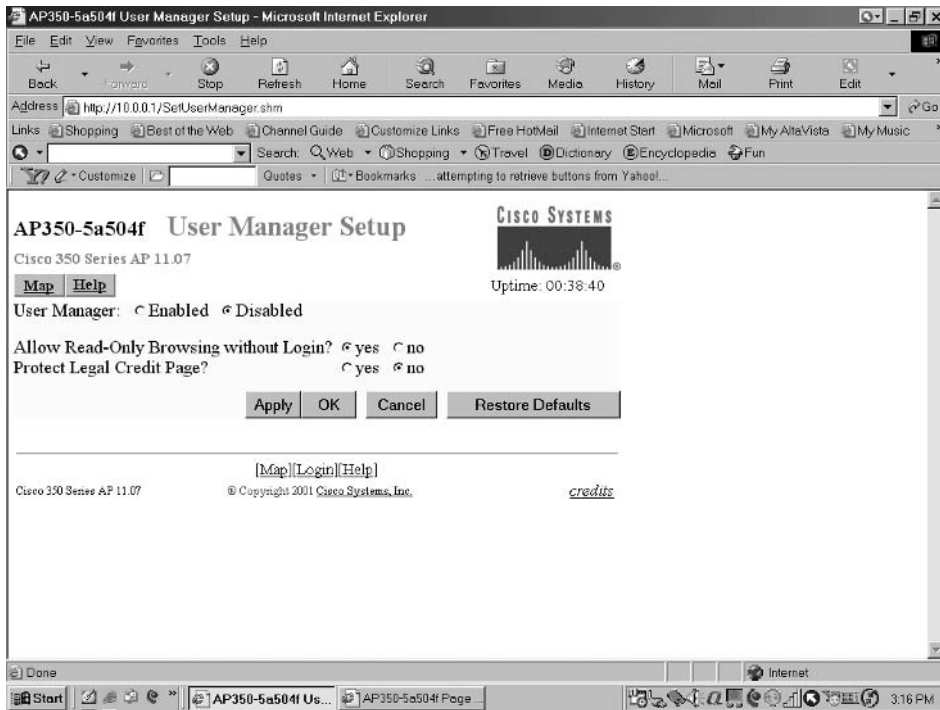 AP350-5a504f User Manager Setup - Microsoft Internet Explorer
File Edit View Favorites Tools Help
Back Forward Stop Refresh Home Search Favorites Media History Mail Print Edit
Address http://10.0.0.1/SetUserManager.shm Go
Links Shopping Best of the Web Channel Guide Customize Links Free HotMail Internet Start Microsoft My AltaVista My Music
Search: Web Shopping Travel Dictionary Encyclopedia Fun
Customize Quotes Bookmarks ...attempting to retrieve buttons from Yahoo!...
AP350-5a504f User Manager Setup
CISCO SYSTEMS
Cisco 350 Series AP 11.07
Map Help
Uptime: 00:38:40
User Manager: Enabled Disabled
Allow Read-Only Browsing without Login? yes no
Protect Legal Credit Page? yes no
Apply OK Cancel Restore Defaults
[Map][Login][Help]
Cisco 350 Series AP 11.07 © Copyright 2001 Cisco Systems, Inc. credits
Done Internet
Start AP350-5a504f Us... AP350-5a504f Page ... 3:16 PM